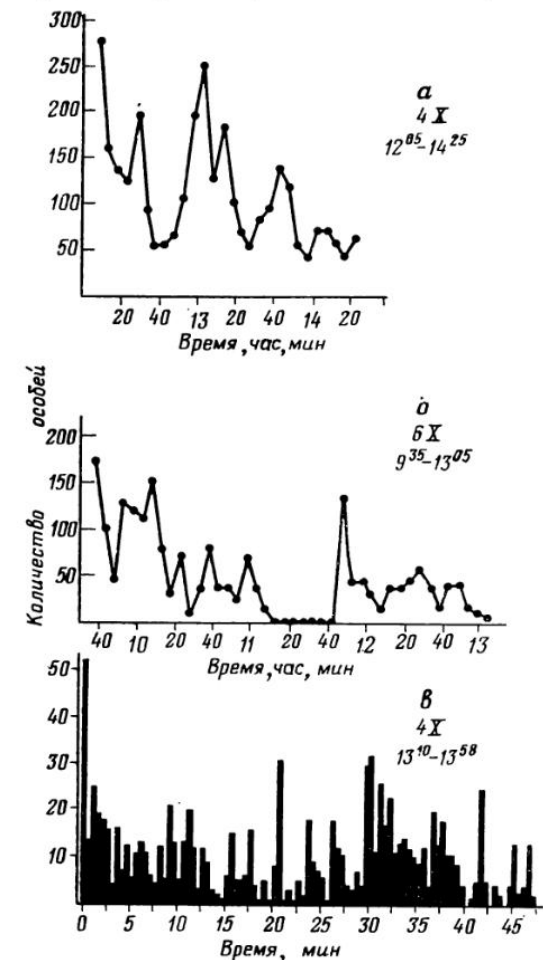 300
250
200
150
100
50
а
4 X
12⁰⁵-14²⁵
20 40 13 20 40 14 20
Время, час, мин
Количество особей
200
150
100
50
б
6 X
9³⁵-13⁰⁵
40 10 20 40 11 20 40 12 20 40 13
Время, час, мин
50
40
30
20
10
в
4 X
13¹⁰-13⁵⁸
0 5 10 15 20 25 30 35 40 45
Время, мин